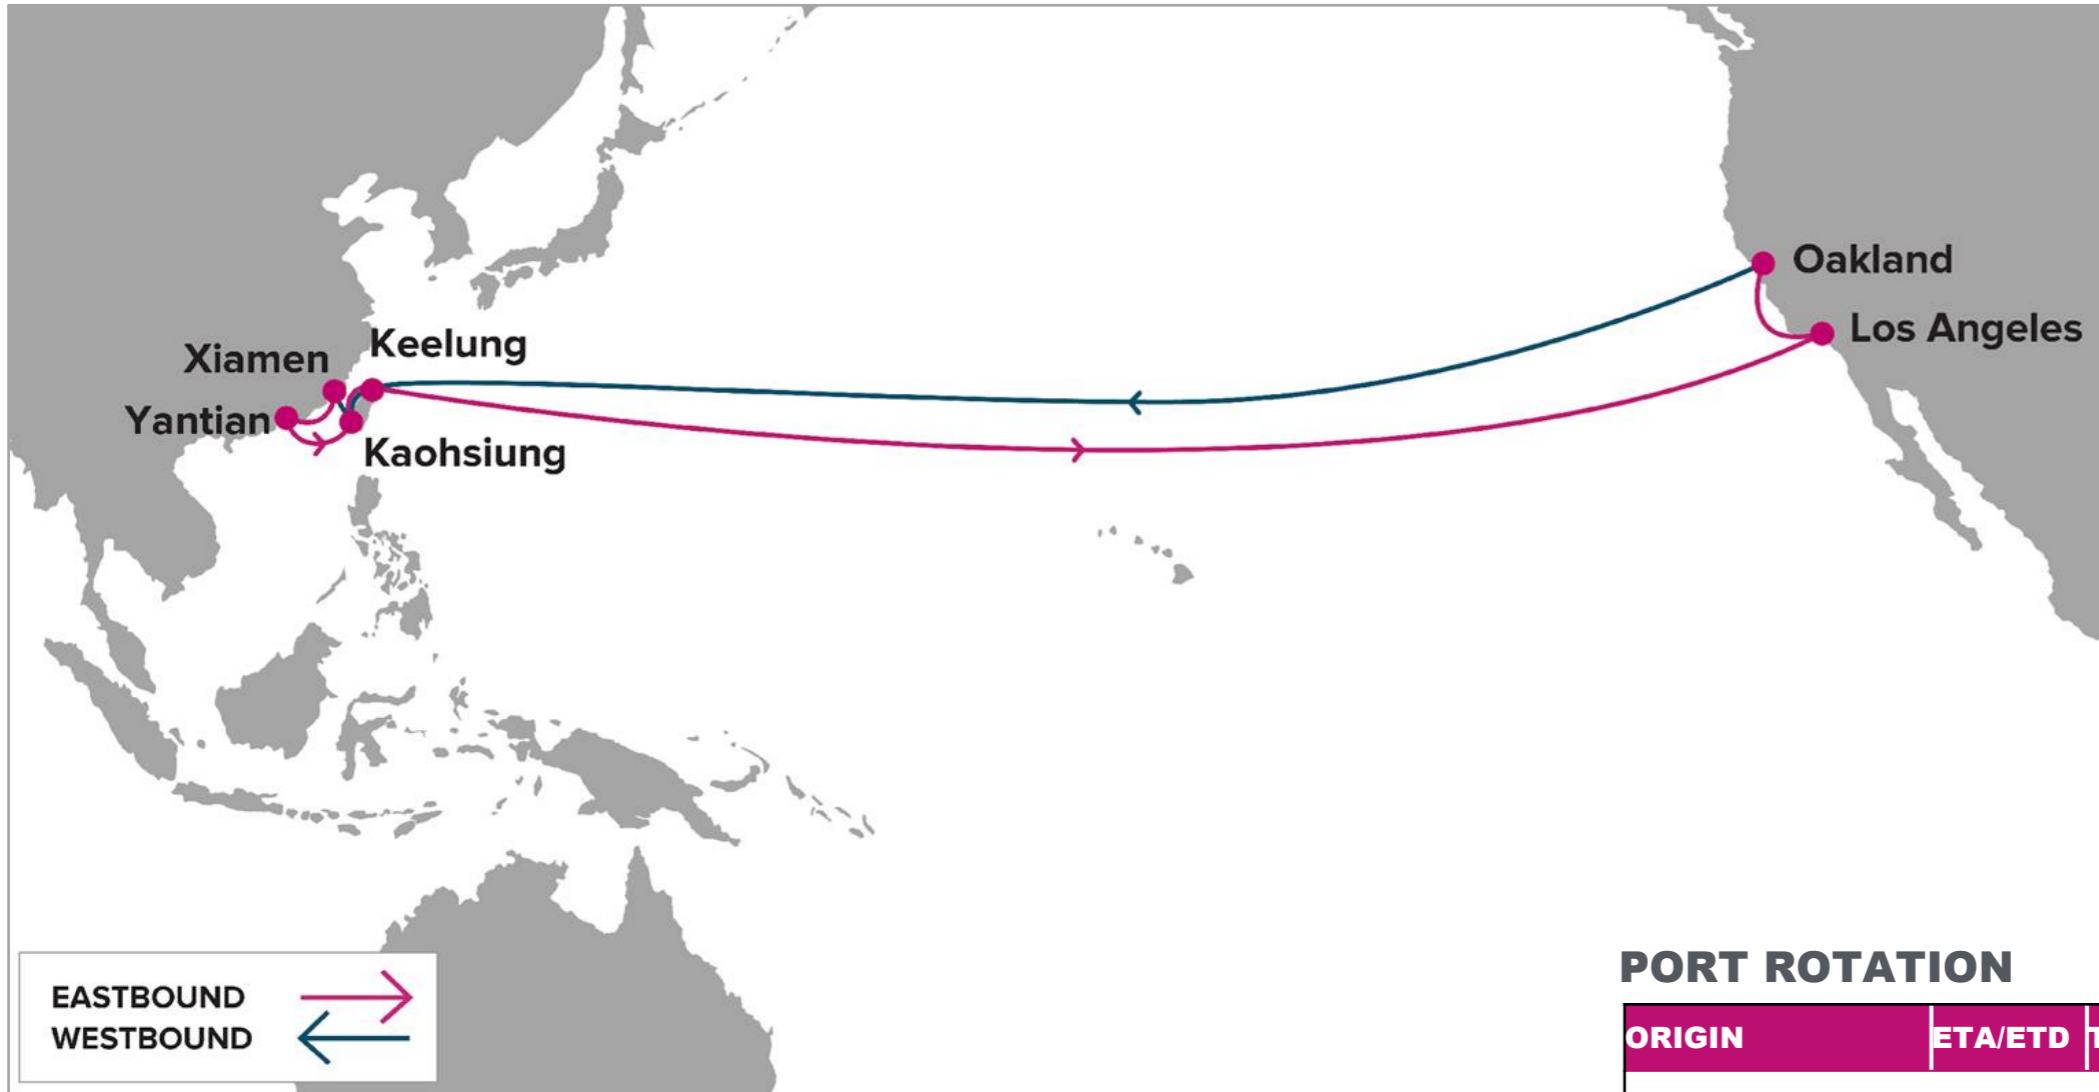 Oakland
Los Angeles
Keelung
Xiamen
Yantian
Kaohsiung
EASTBOUND
WESTBOUND
PORT ROTATION
ORIGIN ETA/ETD